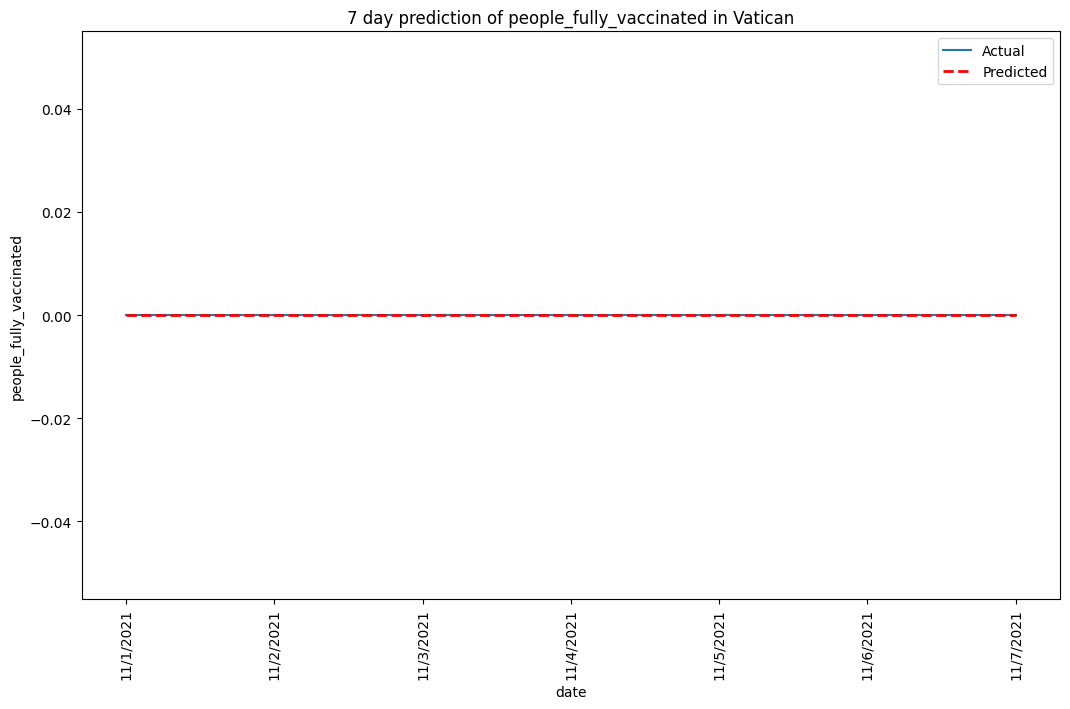 7 day prediction of people_fully_vaccinated in Vatican
Actual
Predicted
0.04
0.02
0.00
−0.02
−0.04
people_fully_vaccinated
11/1/2021
11/2/2021
11/3/2021
11/4/2021
11/5/2021
11/6/2021
11/7/2021
date